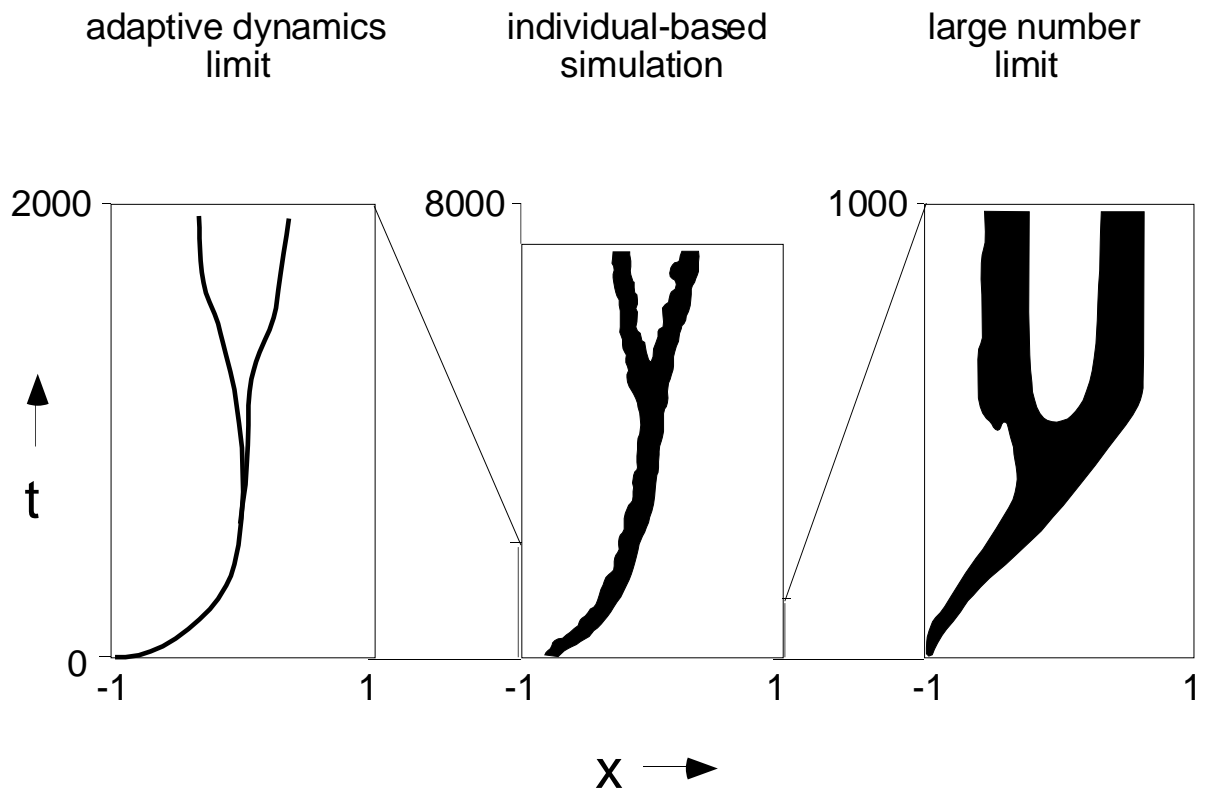 adaptive dynamics
limit
individual-based
simulation
large number
limit
2000
8000
1000
t
0
-1
1
-1
1
-1
1
x